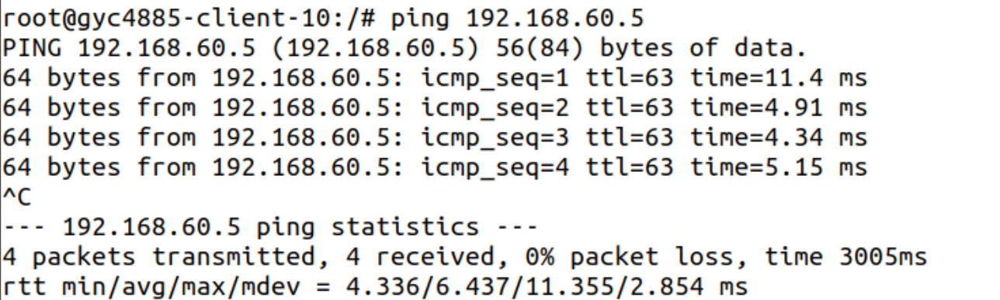 root@gyc4885-client-10:/# ping 192.168.60.5
PING 192.168.60.5 (192.168.60.5) 56(84) bytes of data.
64 bytes from 192.168.60.5: icmp_seq=1 ttl=63 time=11.4 ms
64 bytes from 192.168.60.5: icmp_seq=2 ttl=63 time=4.91 ms
64 bytes from 192.168.60.5: icmp_seq=3 ttl=63 time=4.34 ms
64 bytes from 192.168.60.5: icmp_seq=4 ttl=63 time=5.15 ms
^C
--- 192.168.60.5 ping statistics ---
4 packets transmitted, 4 received, 0% packet loss, time 3005ms
rtt min/avg/max/mdev = 4.336/6.437/11.355/2.854 ms